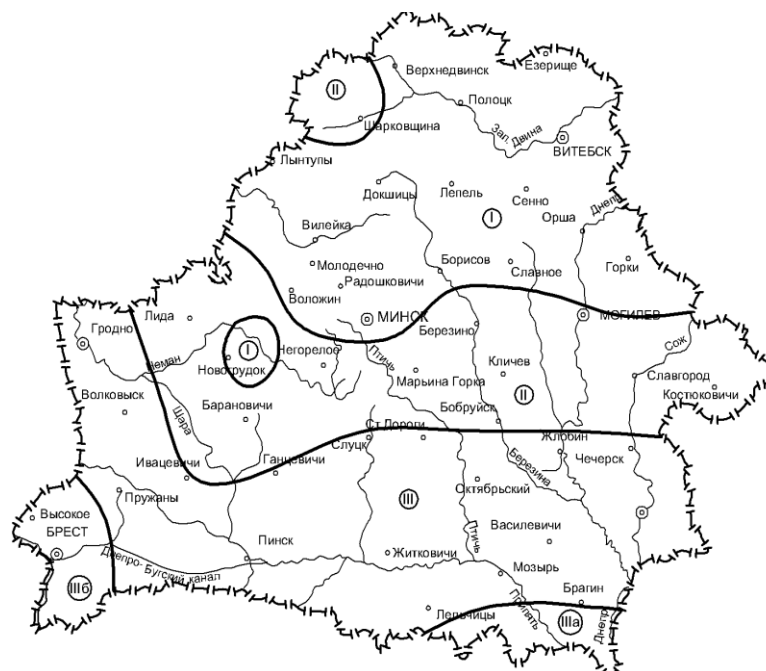 Верхнедвинск
Езерище
II
Полоцк
Шарковщина
Зап. Двина
ВИТЕБСК
Лынтупы
Докшицы
Лепель
Сенно
I
Орша
Днепр
Вилейка
Борисов
Славное
Горки
Молодечно
Радошковичи
Воложин
Лида
МИНСК
МОГИЛЕВ
Гродно
Березино
Сож
Неман
I
Негорелое
Птичь
Новогрудок
Кличев
Славгород
Марьина Горка
Костюковичи
II
Волковыск
Щара
Барановичи
Бобруйск
Ст.Дороги
Слуцк
Жлобин
Чечерск
Ивацевичи
Ганцевичи
Березина
Октябрьский
Пружаны
III
Высокое
БРЕСТ
Василевичи
Птичь
Пинск
Житковичи
Днепро- Бугский канал
Мозырь
IIIб
Брагин
Лельчицы
Припять
IIIа
Днепр